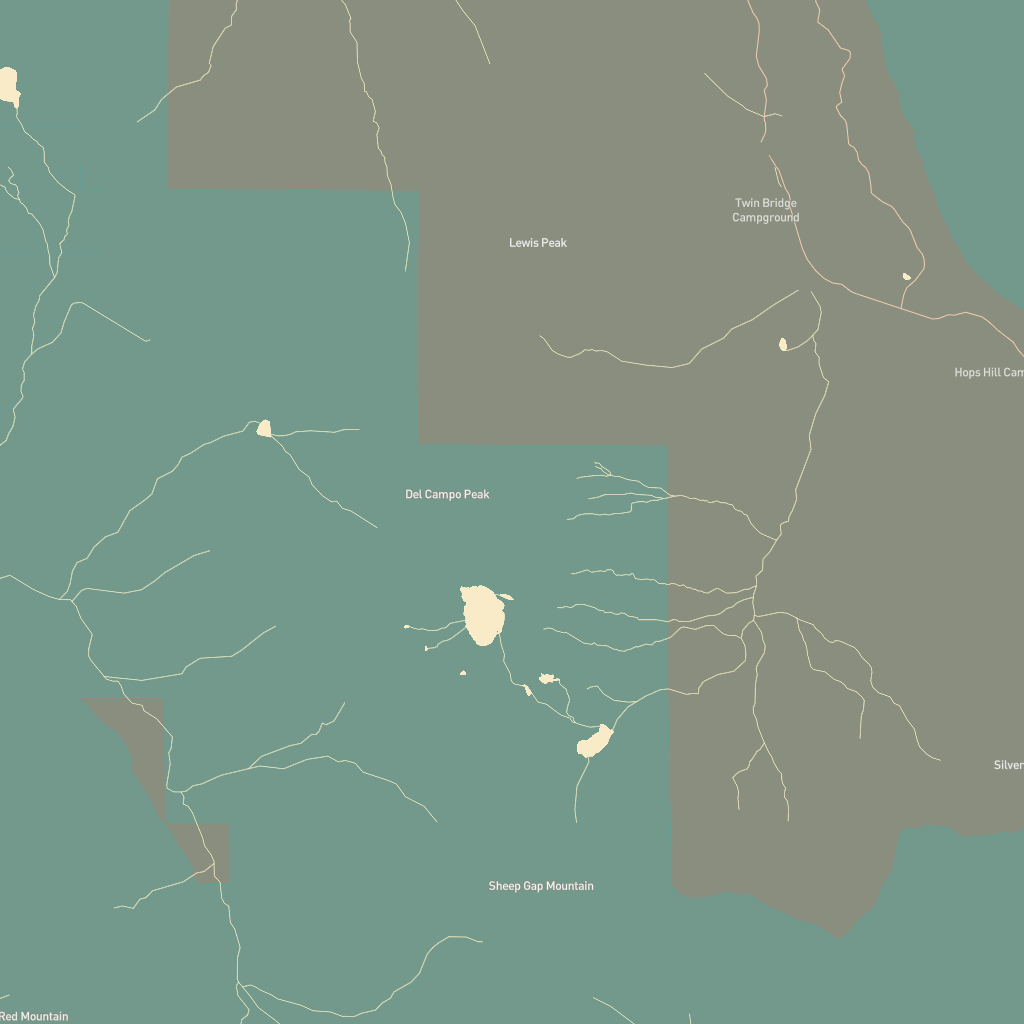 Twin Bridge
Campground
Lewis Peak
Hops Hill Cam
Del Campo Peak
Silver
Sheep Gap Mountain
Red Mountain